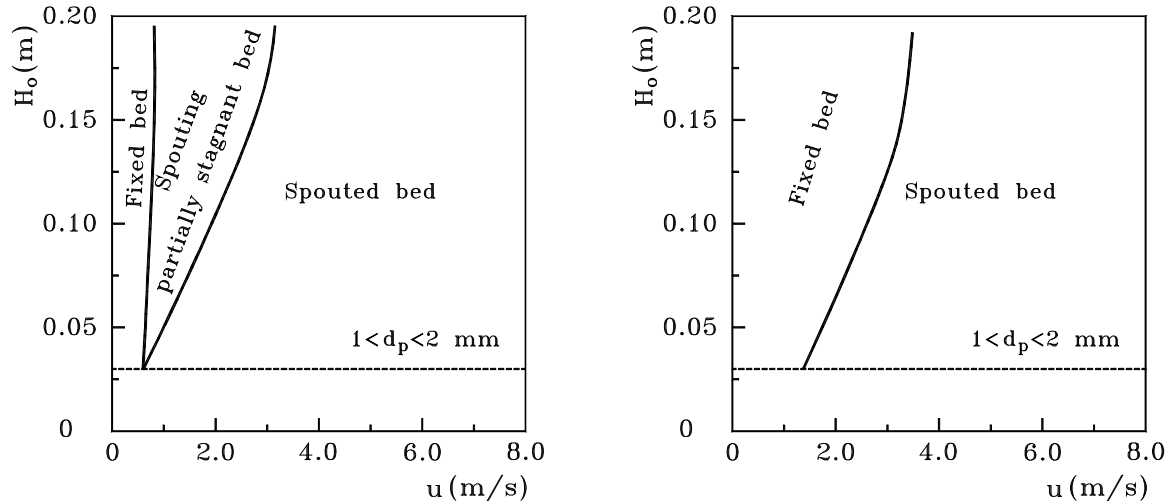 0.20
0.15
0.10
0.05
0
H₀(m)
Fixed bed
Spouting
partially stagnant bed
Spouted bed
1<dₚ<2 mm
0 2.0 4.0 6.0 8.0
u(m/s)
0.20
0.15
0.10
0.05
0
H₀(m)
Fixed bed
Spouted bed
1<dₚ<2 mm
0 2.0 4.0 6.0 8.0
u(m/s)